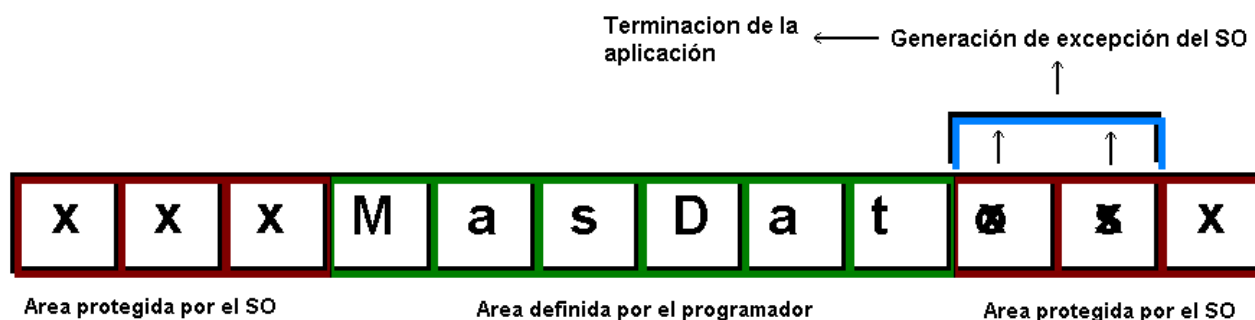 Terminacion de la
aplicación
Generación de excepción del SO
x x x M a s D a t x
Area protegida por el SO
Area definida por el programador
Area protegida por el SO